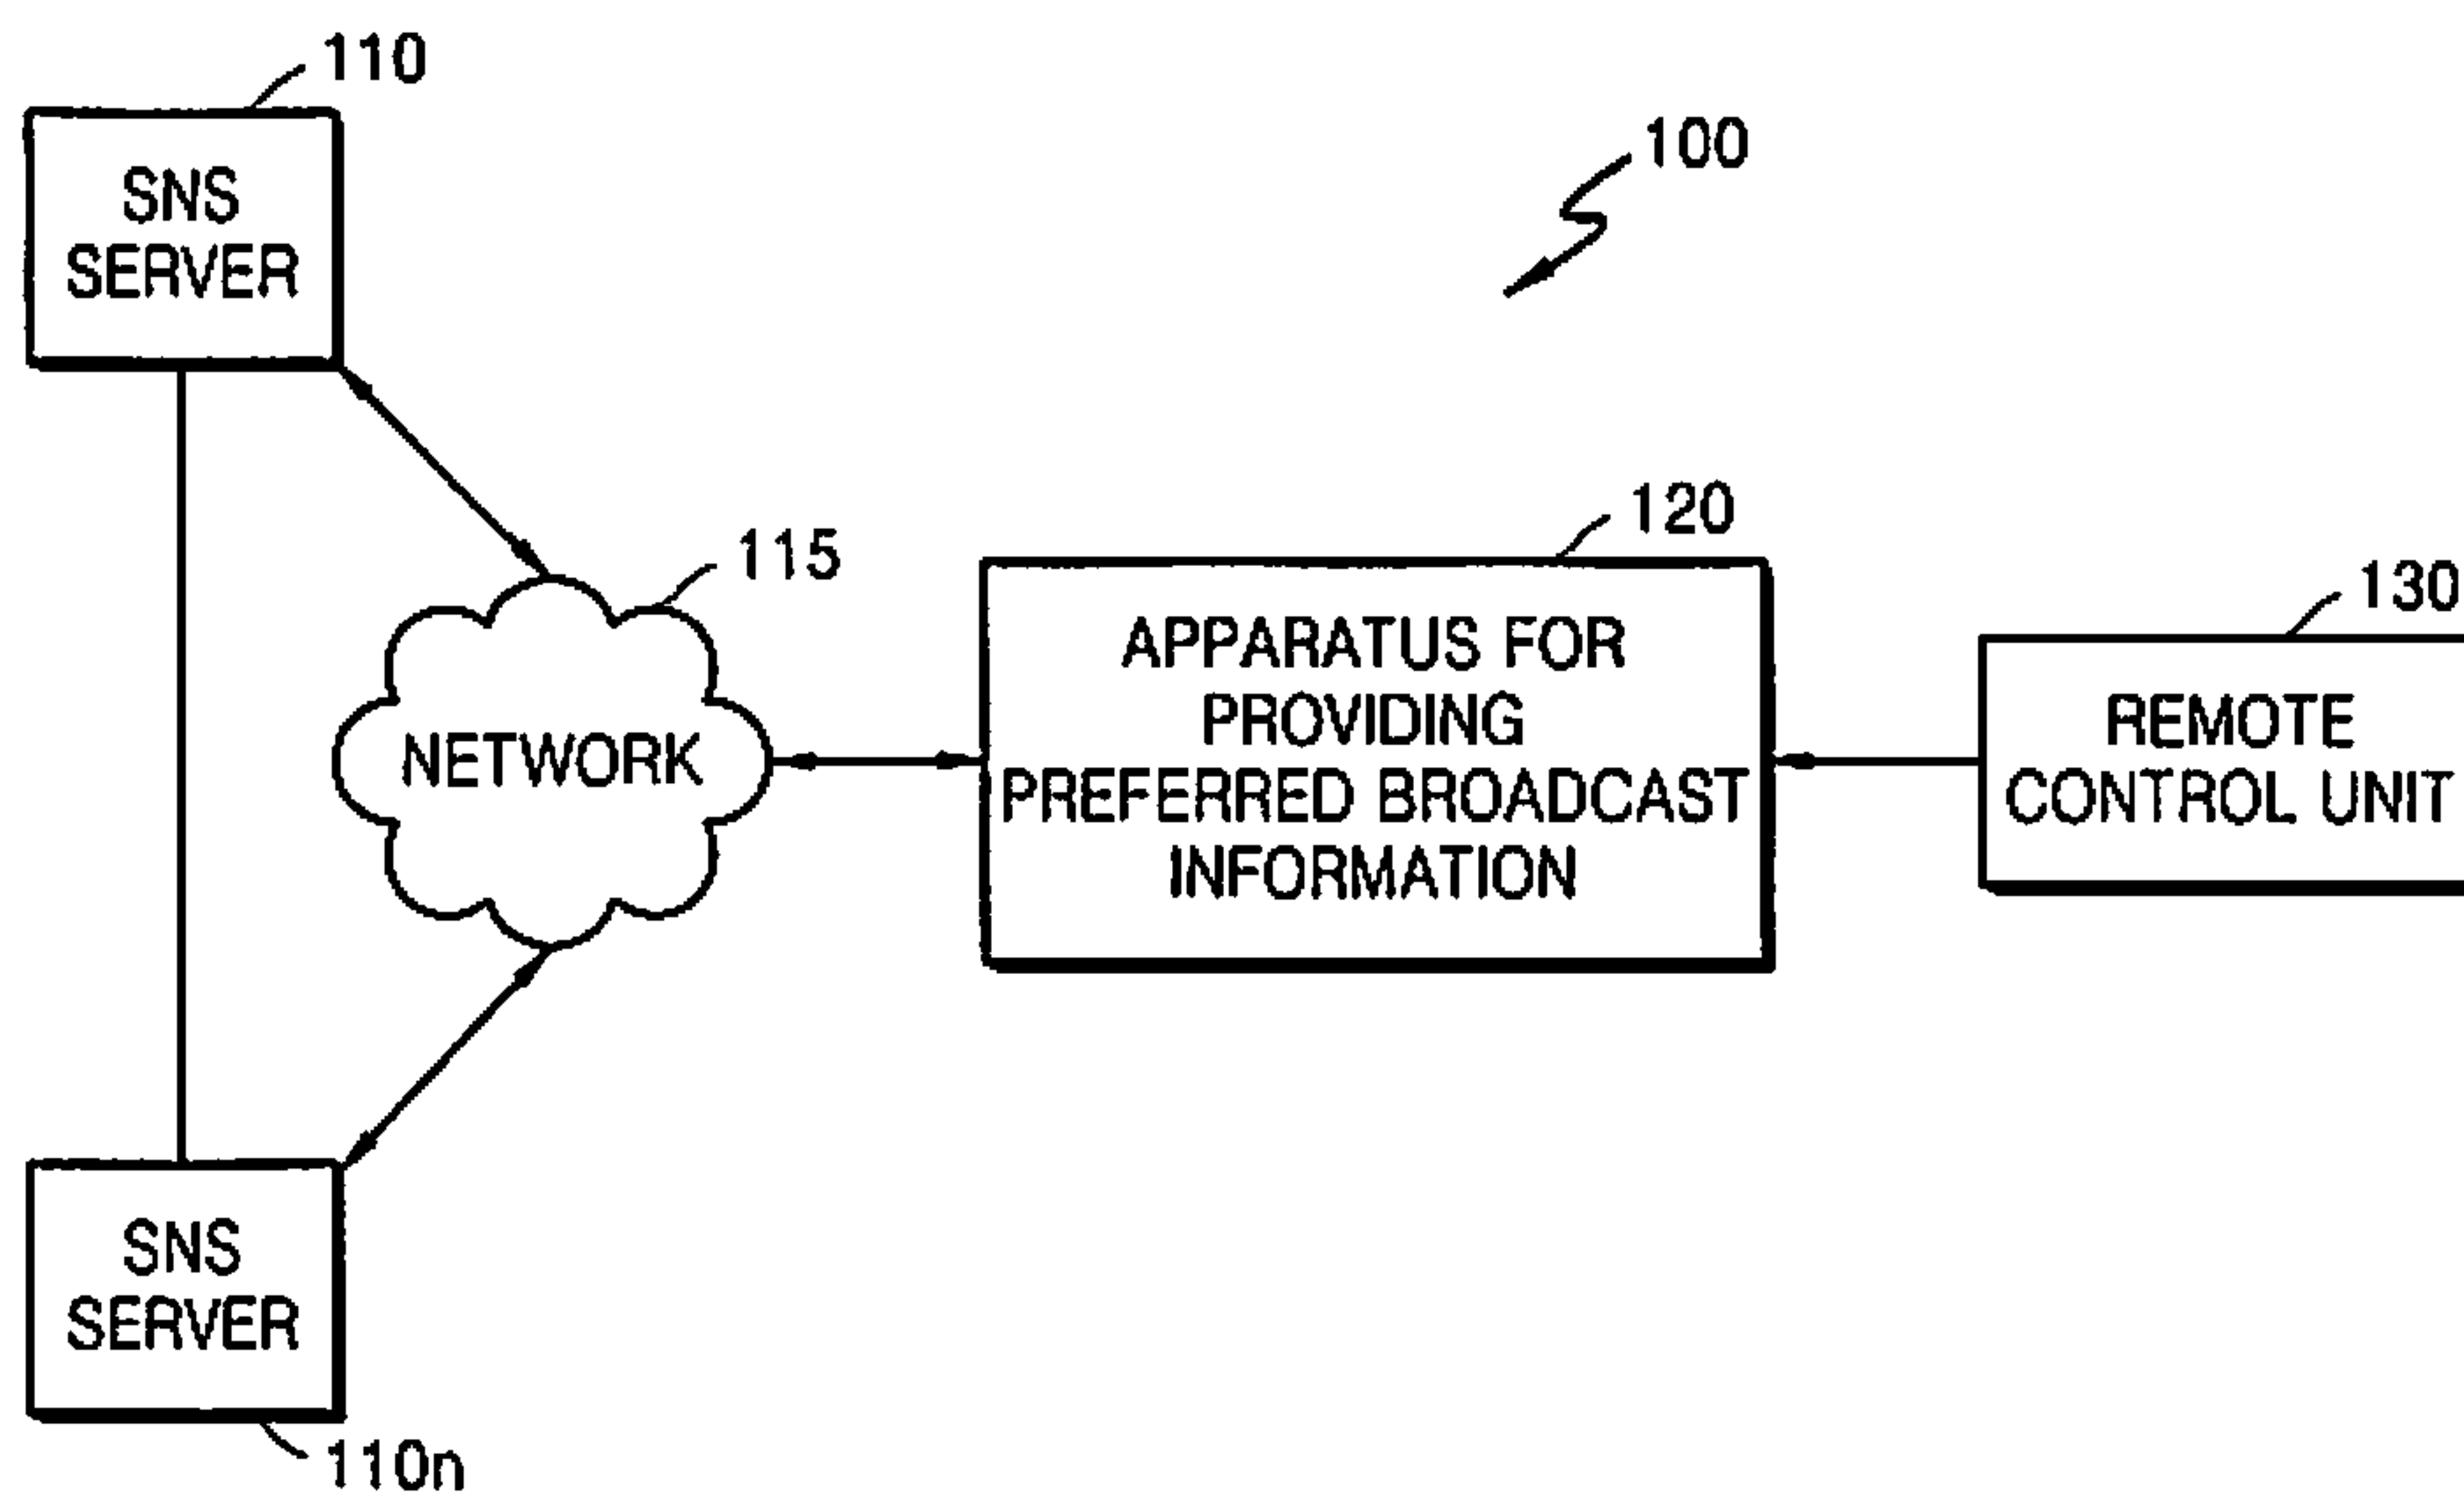 110
100
SNS
SERVER
115
120
130
NETWORK
APPARATUS FOR
PROVIDING
PREFERRED BROADCAST
INFORMATION
REMOTE
CONTROL UNIT
SNS
SERVER
110n